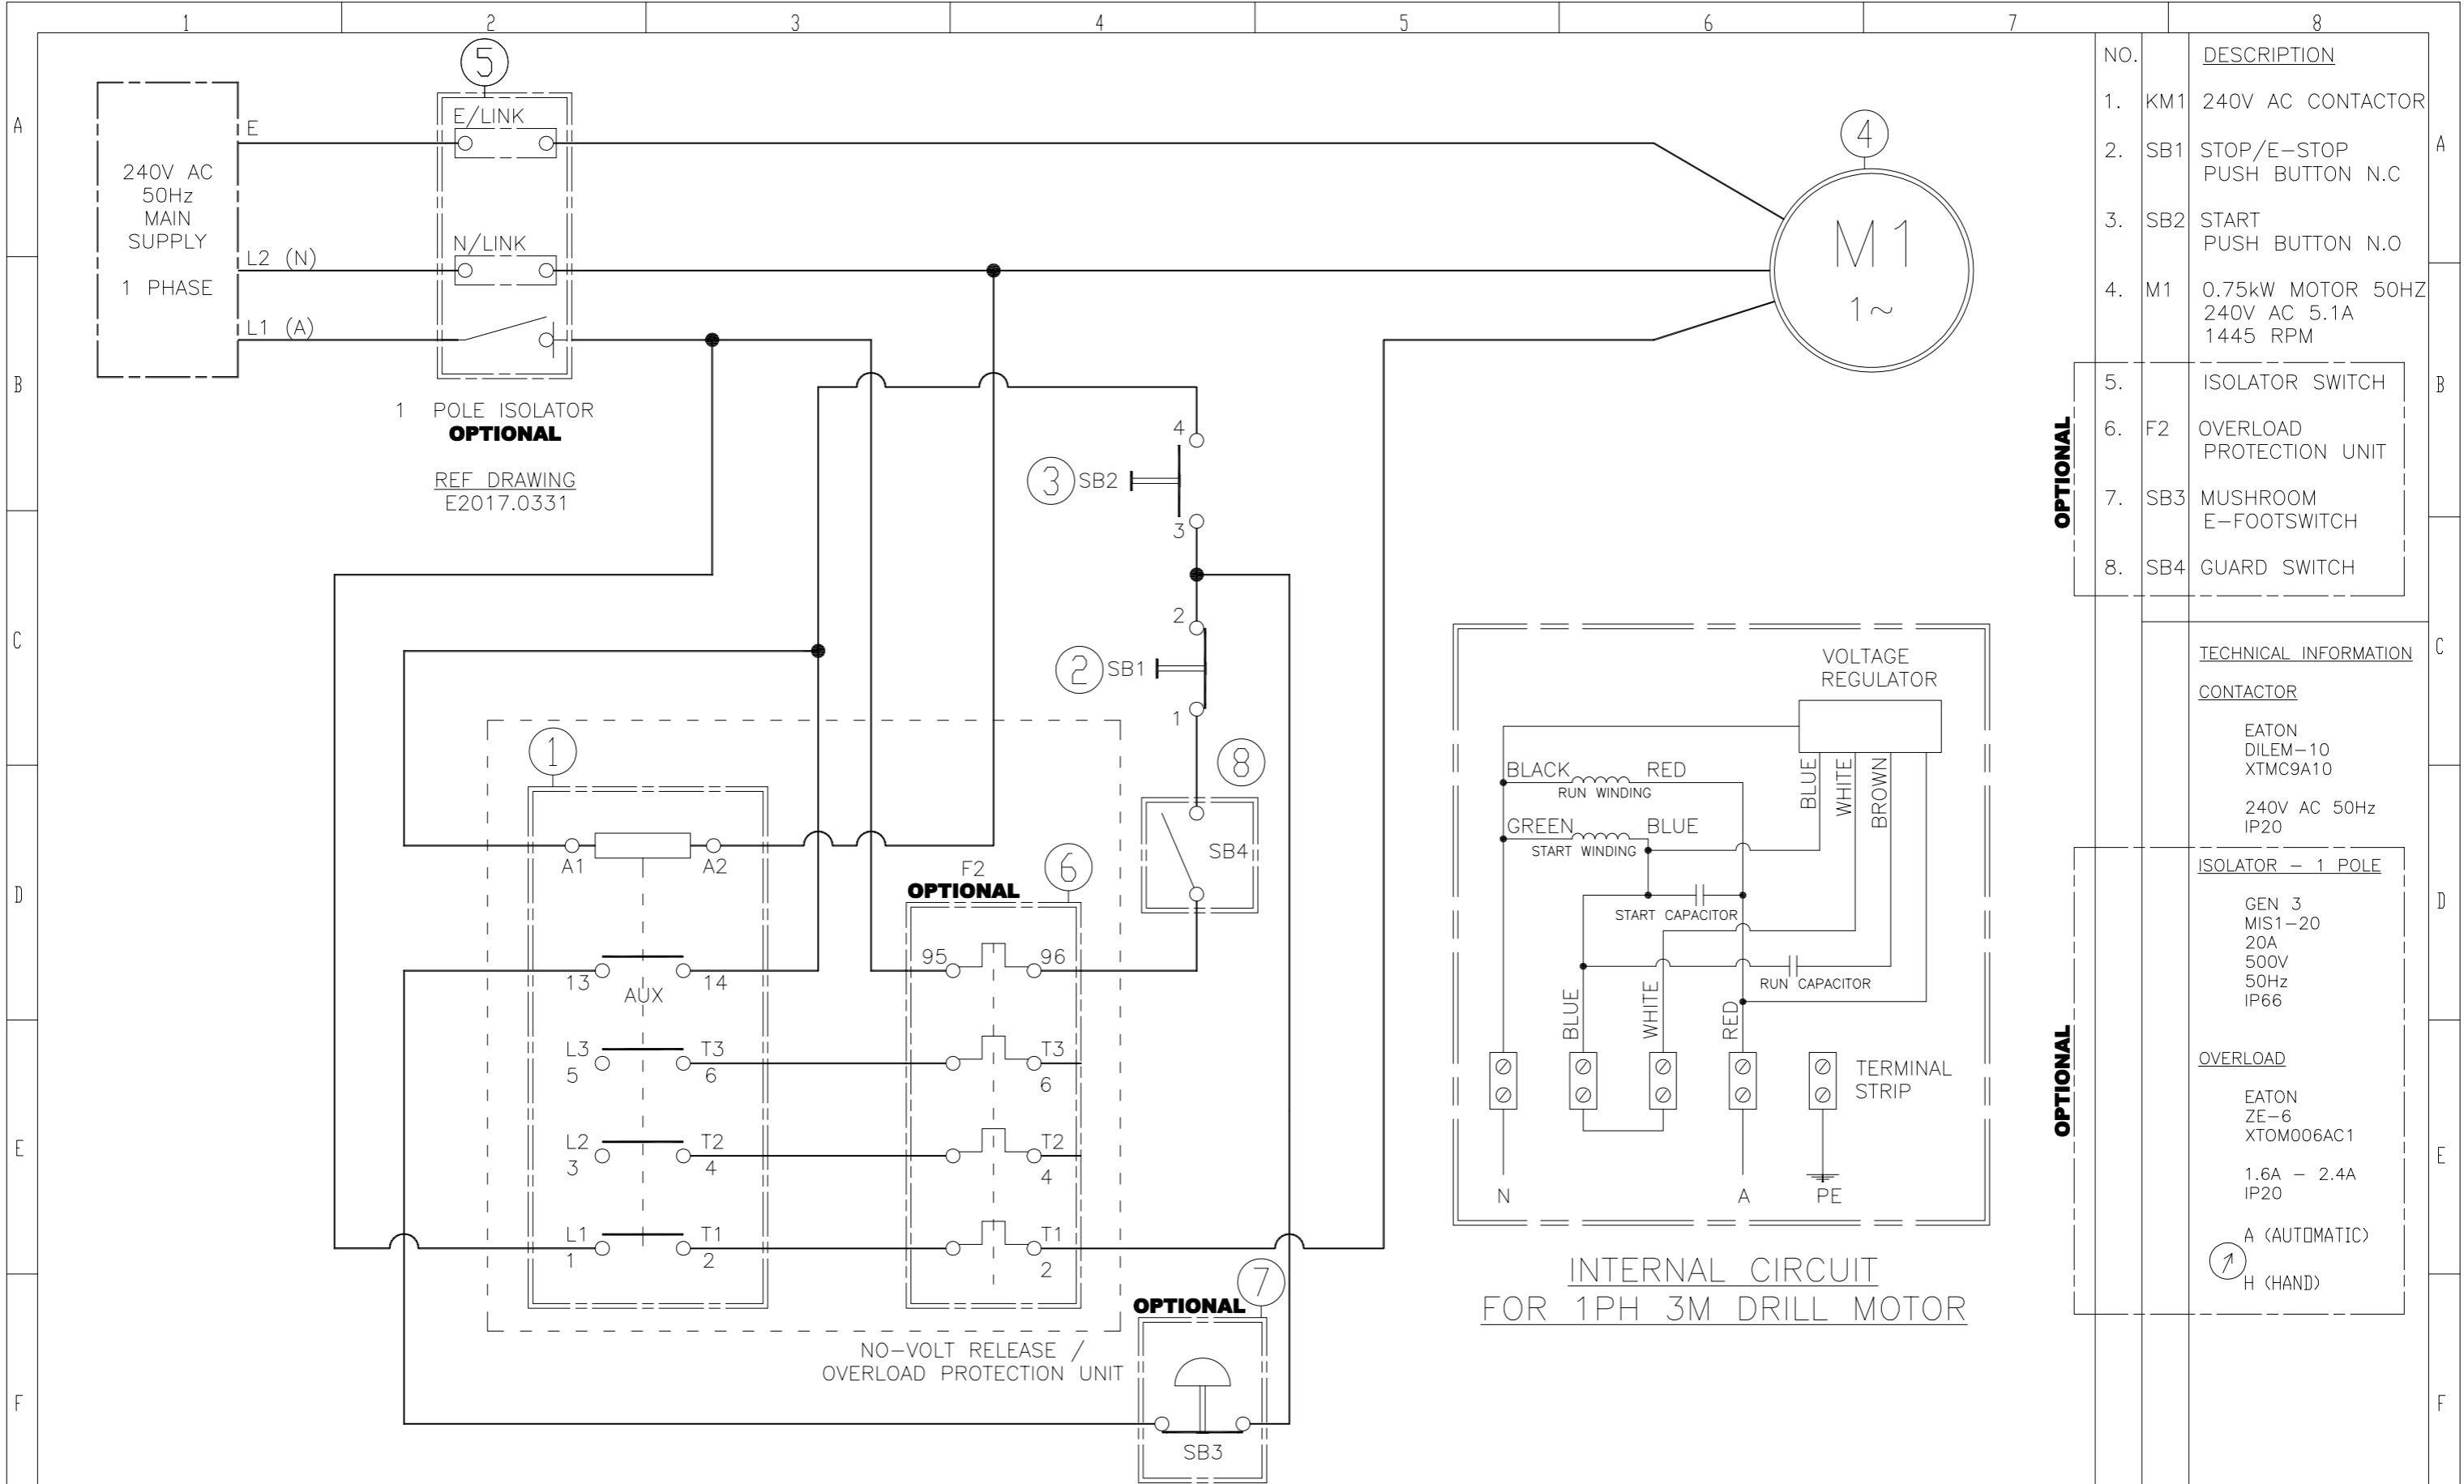 1 2 3 4 5 6 7 8
A
B
C
D
E
F
240V AC
50Hz
MAIN
SUPPLY
1 PHASE
E
L2 (N)
L1 (A)
5
E/LINK
N/LINK
1 POLE ISOLATOR
OPTIONAL
REF DRAWING
E2017.0331
4
M1
1~
4
3 SB2
3
2
2 SB1
1
8
SB4
1
A1 A2
13 14
AUX
L3 T3
5 6
L2 T2
3 4
L1 T1
1 2
F2
OPTIONAL
6
95 96
T3
6
T2
4
T1
2
NO-VOLT RELEASE /
OVERLOAD PROTECTION UNIT
OPTIONAL
7
SB3
VOLTAGE
REGULATOR
BLACK RED
RUN WINDING
GREEN BLUE
START WINDING
BLUE
WHITE
BROWN
START CAPACITOR
RUN CAPACITOR
BLUE
WHITE
RED
TERMINAL
STRIP
N A PE
INTERNAL CIRCUIT
FOR 1PH 3M DRILL MOTOR
NO. DESCRIPTION
1. KM1 240V AC CONTACTOR
2. SB1 STOP/E-STOP
PUSH BUTTON N.C
3. SB2 START
PUSH BUTTON N.O
4. M1 0.75kW MOTOR 50HZ
240V AC 5.1A
1445 RPM
OPTIONAL
5. ISOLATOR SWITCH
6. F2 OVERLOAD
PROTECTION UNIT
7. SB3 MUSHROOM
E-FOOTSWITCH
8. SB4 GUARD SWITCH
TECHNICAL INFORMATION
CONTACTOR
EATON
DILEM-10
XTMC9A10
240V AC 50Hz
IP20
OPTIONAL
ISOLATOR - 1 POLE
GEN 3
MIS1-20
20A
500V
50Hz
IP66
OVERLOAD
EATON
ZE-6
XTOM006AC1
1.6A - 2.4A
IP20
A (AUTOMATIC)
H (HAND)
A
B
C
D
E
F